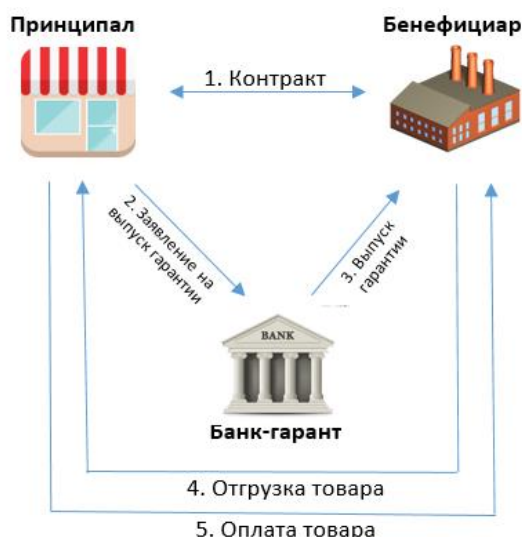 Принципал
Бенефициар
1. Контракт
2. Заявление на
выпуск гарантии
3. Выпуск
гарантии
BANK
Банк-гарант
4. Отгрузка товара
5. Оплата товара